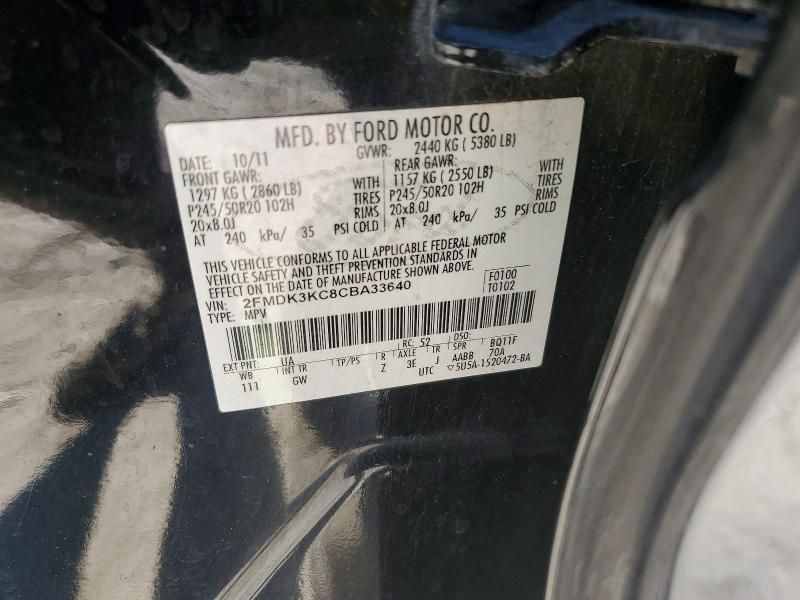 MFD. BY FORD MOTOR CO.
DATE: 10/11 GVWR: 2440 KG ( 5380 LB)
FRONT GAWR: WITH REAR GAWR: WITH
1297 KG ( 2860 LB) TIRES 1157 KG ( 2550 LB) TIRES
P245/50R20 102H RIMS P245/50R20 102H RIMS
20x8.0J 20x8.0J
AT 240 kPa/ 35 PSI COLD AT 240 kPa/ 35 PSI COLD
THIS VEHICLE CONFORMS TO ALL APPLICABLE FEDERAL MOTOR
VEHICLE SAFETY AND THEFT PREVENTION STANDARDS IN
EFFECT ON THE DATE OF MANUFACTURE SHOWN ABOVE.
VIN: 2FMDK3KC8CBA33640 F0100
TYPE: MPV T0102
EXT PNT: UA RC: 52 DSO:
WB INT TR TP/PS R AXLE TR SPR BQ11F
111 GW Z 3E J AABB 70A
UTC ▽5U5A-1520472-BA